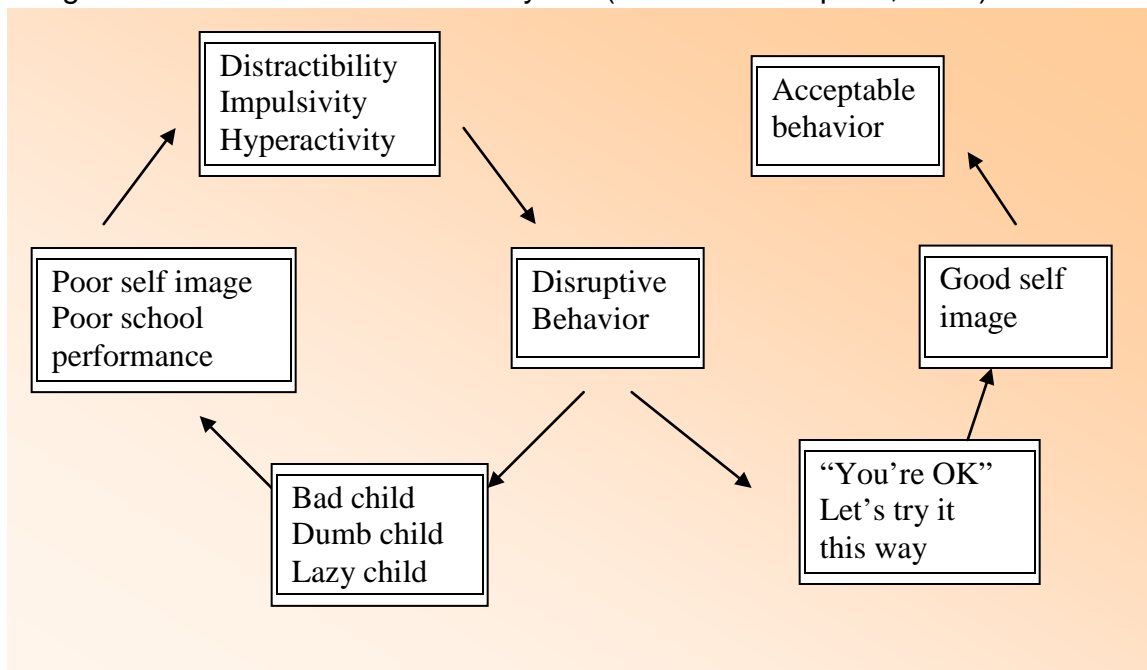 Distractibility
Impulsivity
Hyperactivity
Acceptable
behavior
Poor self image
Poor school
performance
Disruptive
Behavior
Good self
image
Bad child
Dumb child
Lazy child
“You're OK”
Let's try it
this way